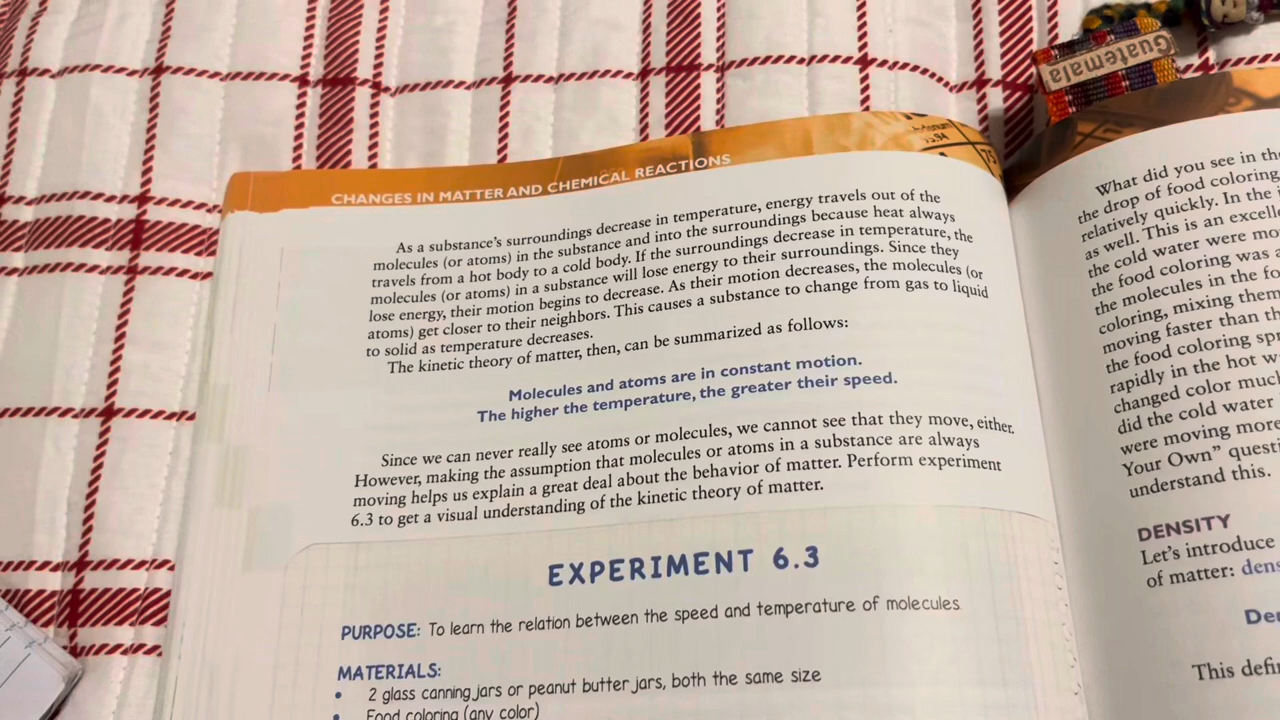 Guatemala
CHANGES IN MATTER AND CHEMICAL REACTIONS
As a substance's surroundings decrease in temperature, energy travels out of the
molecules (or atoms) in the substance and into the surroundings because heat always
travels from a hot body to a cold body. If the surroundings decrease in temperature, the
molecules (or atoms) in a substance will lose energy to their surroundings. Since they
lose energy, their motion begins to decrease. As their motion decreases, the molecules (or
atoms) get closer to their neighbors. This causes a substance to change from gas to liquid
to solid as temperature decreases.
The kinetic theory of matter, then, can be summarized as follows:
Molecules and atoms are in constant motion.
The higher the temperature, the greater their speed.
Since we can never really see atoms or molecules, we cannot see that they move, either.
However, making the assumption that molecules or atoms in a substance are always
moving helps us explain a great deal about the behavior of matter. Perform experiment
6.3 to get a visual understanding of the kinetic theory of matter.
EXPERIMENT 6.3
PURPOSE: To learn the relation between the speed and temperature of molecules
MATERIALS:
• 2 glass canning jars or peanut butter jars, both the same size
• Food coloring (any color)
What did you see in the
the drop of food coloring
relatively quickly. In the
as well. This is an excell
the cold water were mo
the food coloring was a
the molecules in the fo
coloring, mixing them
moving faster than th
the food coloring spr
rapidly in the hot w
changed color much
did the cold water
were moving more
Your Own" questi
understand this.
DENSITY
Let's introduce
of matter: dens
De
This defi